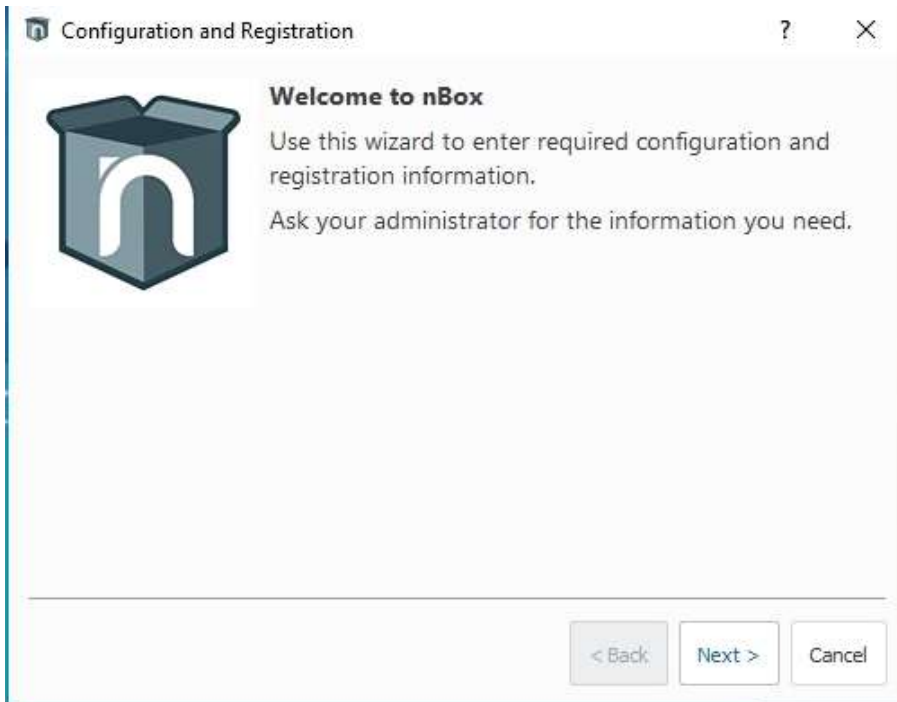 Configuration and Registration
?
Welcome to nBox
Use this wizard to enter required configuration and
registration information.
Ask your administrator for the information you need.
n
< Back
Next >
Cancel